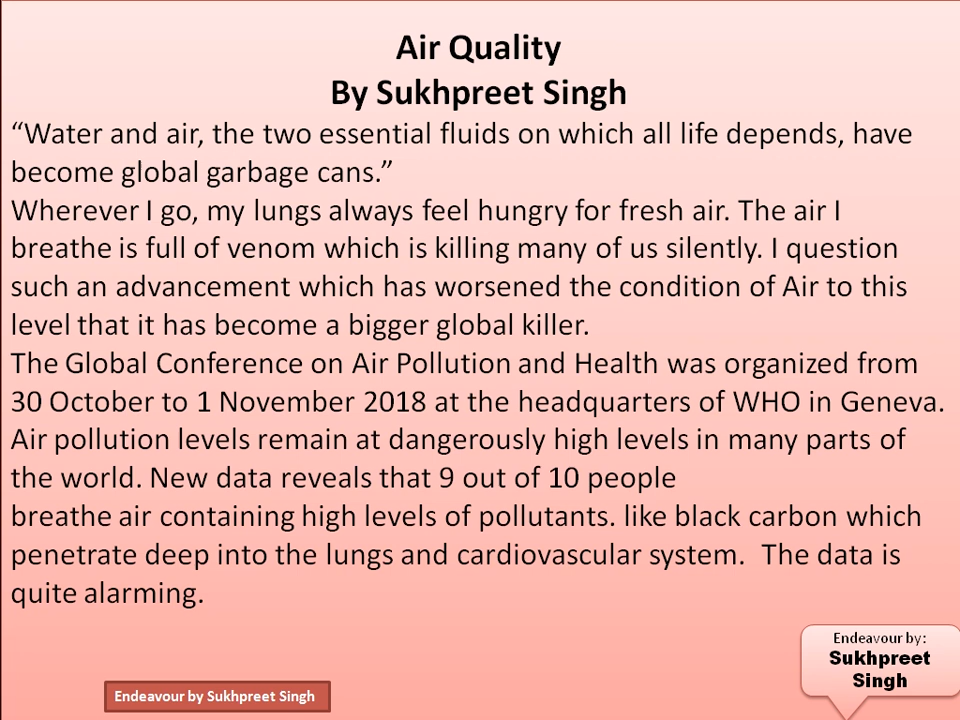 Air Quality
By Sukhpreet Singh
“Water and air, the two essential fluids on which all life depends, have
become global garbage cans.”
Wherever I go, my lungs always feel hungry for fresh air. The air I
breathe is full of venom which is killing many of us silently. I question
such an advancement which has worsened the condition of Air to this
level that it has become a bigger global killer.
The Global Conference on Air Pollution and Health was organized from
30 October to 1 November 2018 at the headquarters of WHO in Geneva.
Air pollution levels remain at dangerously high levels in many parts of
the world. New data reveals that 9 out of 10 people
breathe air containing high levels of pollutants. like black carbon which
penetrate deep into the lungs and cardiovascular system.  The data is
quite alarming.
Endeavour by:
Sukhpreet
Singh
Endeavour by Sukhpreet Singh